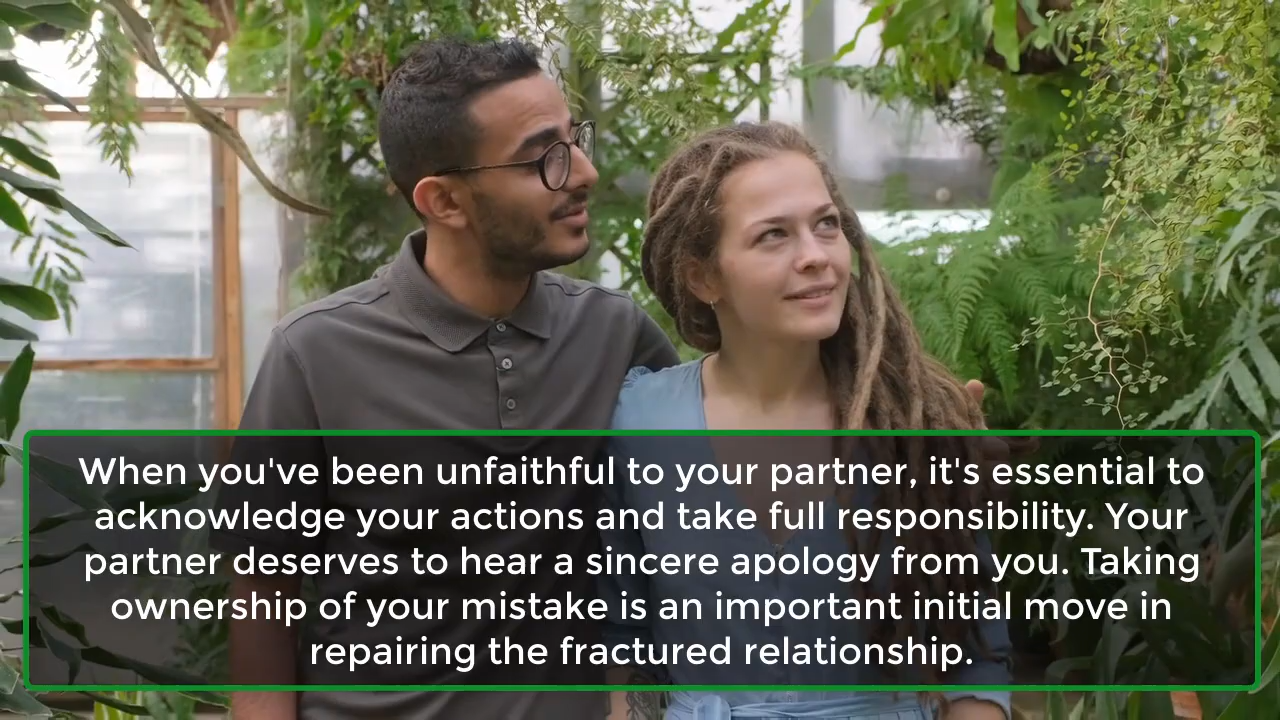 When you've been unfaithful to your partner, it's essential to
acknowledge your actions and take full responsibility. Your
partner deserves to hear a sincere apology from you. Taking
ownership of your mistake is an important initial move in
repairing the fractured relationship.